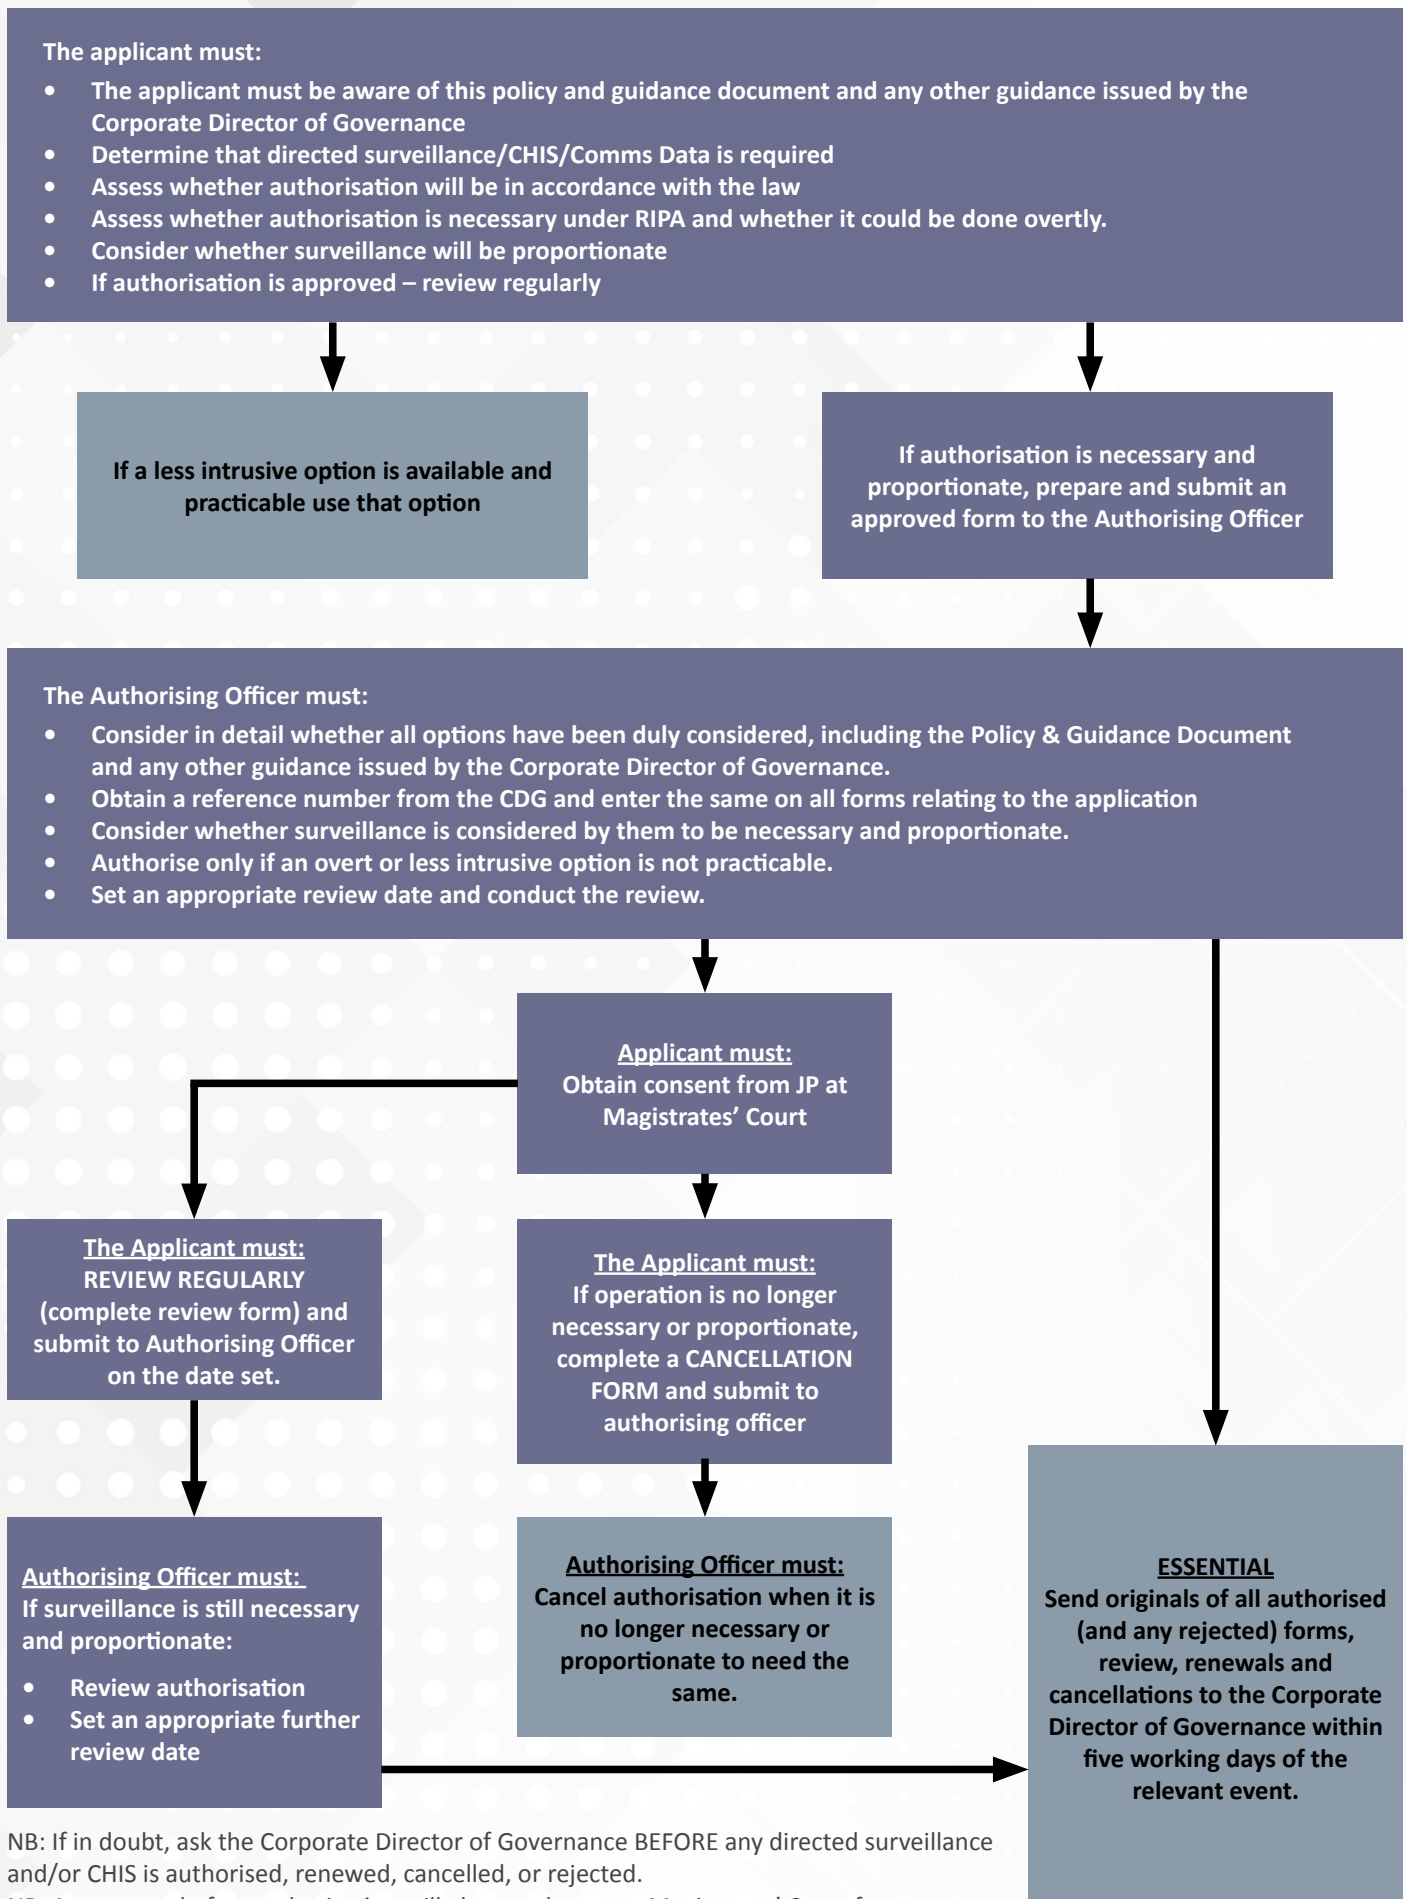 The applicant must:
• The applicant must be aware of this policy and guidance document and any other guidance issued by the
Corporate Director of Governance
• Determine that directed surveillance/CHIS/Comms Data is required
• Assess whether authorisation will be in accordance with the law
• Assess whether authorisation is necessary under RIPA and whether it could be done overtly.
• Consider whether surveillance will be proportionate
• If authorisation is approved – review regularly
If a less intrusive option is available and
practicable use that option
If authorisation is necessary and
proportionate, prepare and submit an
approved form to the Authorising Officer
The Authorising Officer must:
• Consider in detail whether all options have been duly considered, including the Policy & Guidance Document
and any other guidance issued by the Corporate Director of Governance.
• Obtain a reference number from the CDG and enter the same on all forms relating to the application
• Consider whether surveillance is considered by them to be necessary and proportionate.
• Authorise only if an overt or less intrusive option is not practicable.
• Set an appropriate review date and conduct the review.
Applicant must:
Obtain consent from JP at
Magistrates' Court
The Applicant must:
REVIEW REGULARLY
(complete review form) and
submit to Authorising Officer
on the date set.
The Applicant must:
If operation is no longer
necessary or proportionate,
complete a CANCELLATION
FORM and submit to
authorising officer
Authorising Officer must:
If surveillance is still necessary
and proportionate:
• Review authorisation
• Set an appropriate further
review date
Authorising Officer must:
Cancel authorisation when it is
no longer necessary or
proportionate to need the
same.
ESSENTIAL
Send originals of all authorised
(and any rejected) forms,
review, renewals and
cancellations to the Corporate
Director of Governance within
five working days of the
relevant event.
NB: If in doubt, ask the Corporate Director of Governance BEFORE any directed surveillance
and/or CHIS is authorised, renewed, cancelled, or rejected.